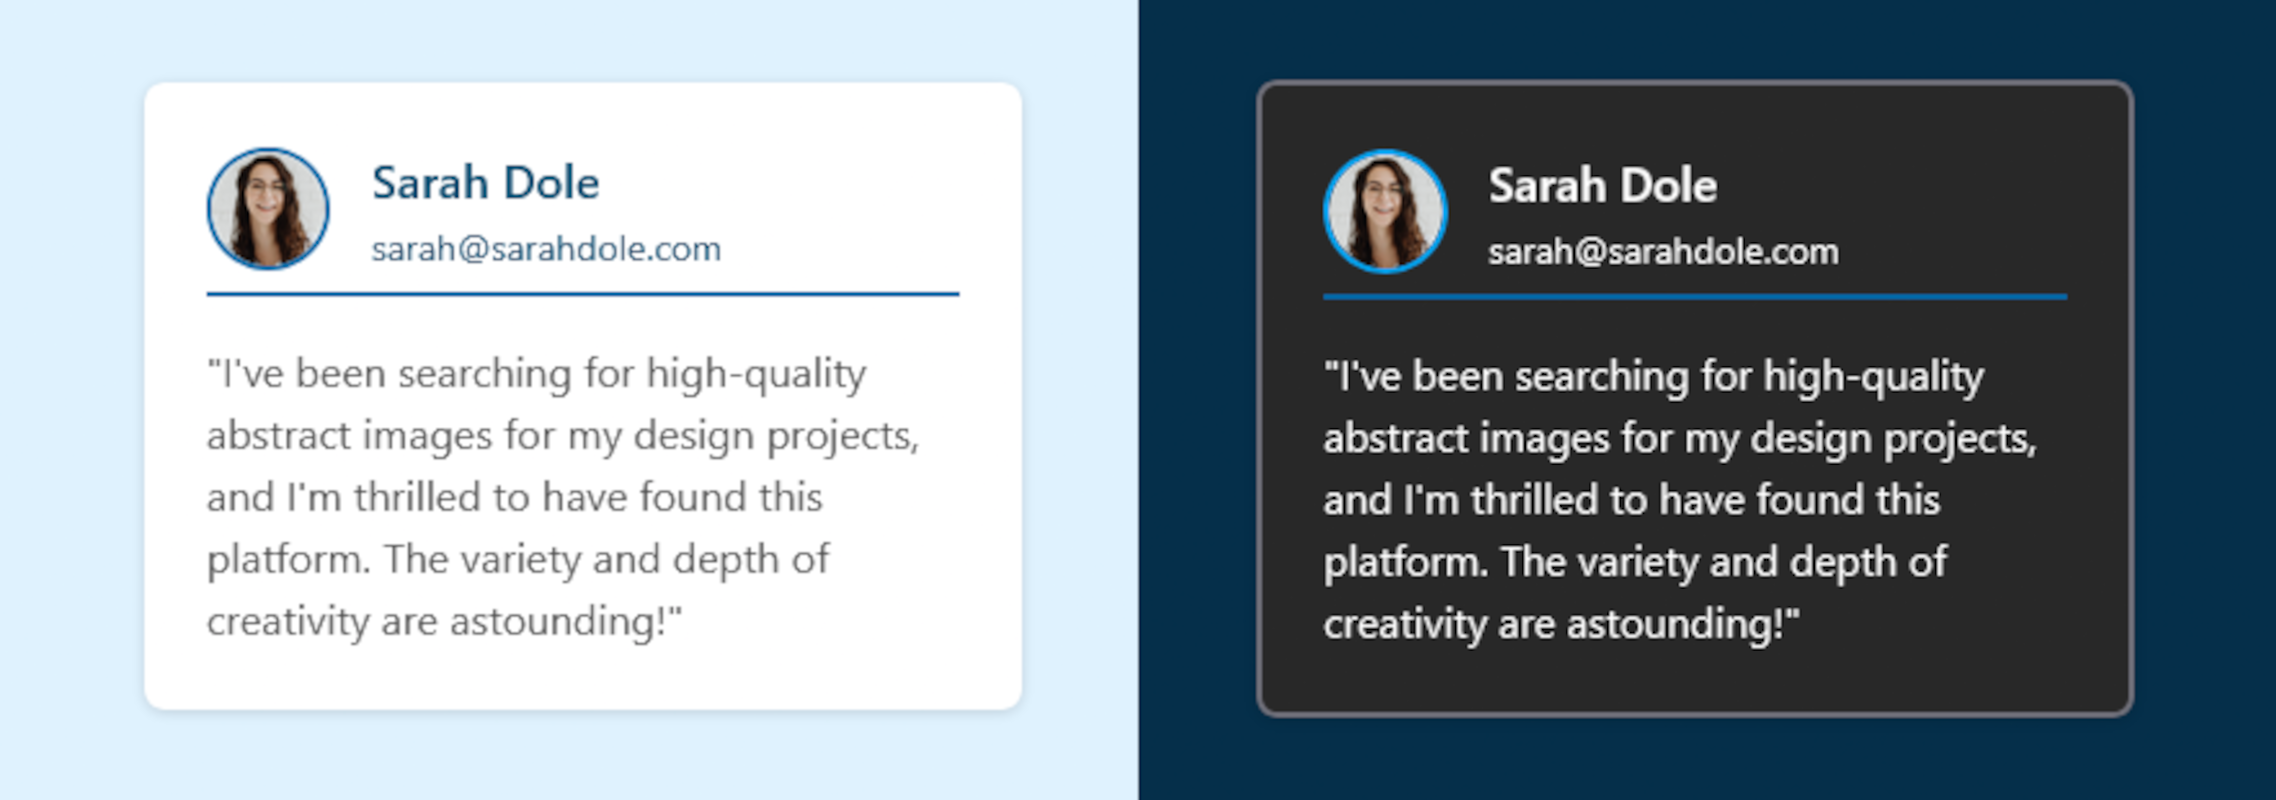 Sarah Dole
sarah@sarahdole.com
"I've been searching for high-quality
abstract images for my design projects,
and I'm thrilled to have found this
platform. The variety and depth of
creativity are astounding!"
Sarah Dole
sarah@sarahdole.com
"I've been searching for high-quality
abstract images for my design projects,
and I'm thrilled to have found this
platform. The variety and depth of
creativity are astounding!"